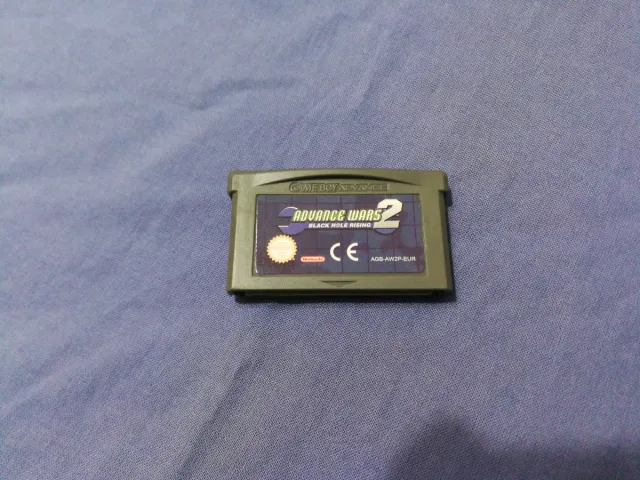 GAME BOY ADVANCE
ADVANCE WARS 2
BLACK HOLE RISING
Nintendo
CE
AGB-AW2P-EUR